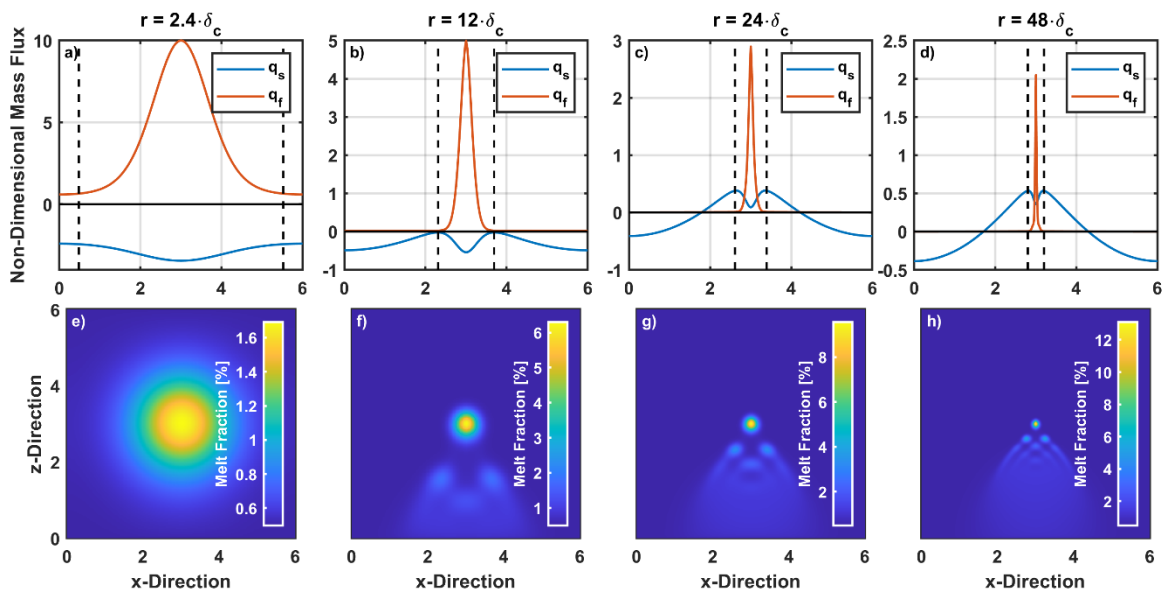 r = 2.4·δc
r = 12·δc
r = 24·δc
r = 48·δc
Non-Dimensional Mass Flux
a)
qs
qf
10
5
0
0 2 4 6
b)
qs
qf
5
4
3
2
1
0
-1
0 2 4 6
c)
qs
qf
3
2
1
0
-1
0 2 4 6
d)
qs
qf
2.5
2
1.5
1
0.5
0
-0.5
0 2 4 6
z-Direction
e)
6
4
2
0
0 2 4 6
x-Direction
Melt Fraction [%]
1.6
1.4
1.2
1
0.8
0.6
f)
0 2 4 6
x-Direction
Melt Fraction [%]
6
5
4
3
2
1
g)
0 2 4 6
x-Direction
Melt Fraction [%]
8
6
4
2
h)
0 2 4 6
x-Direction
Melt Fraction [%]
12
10
8
6
4
2